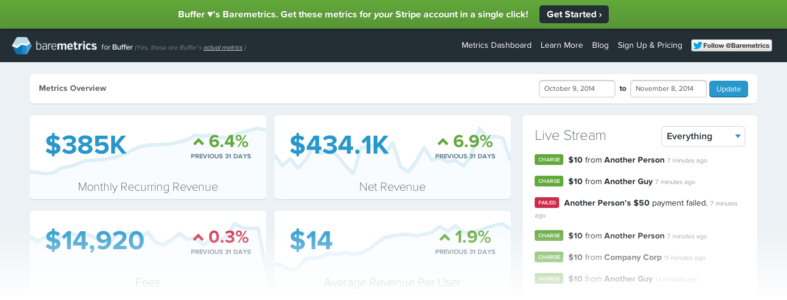 Buffer ♥'s Baremetrics. Get these metrics for your Stripe account in a single click! Get Started ›
baremetrics for Buffer (Yes, these are Buffer's actual metrics.) Metrics Dashboard Learn More Blog Sign Up & Pricing Follow @Baremetrics
Metrics Overview October 9, 2014 to November 8, 2014 Update
$385K 6.4%
PREVIOUS 31 DAYS
Monthly Recurring Revenue
$434.1K 6.9%
PREVIOUS 31 DAYS
Net Revenue
$14,920 0.3%
PREVIOUS 31 DAYS
Fees
$14 1.9%
PREVIOUS 31 DAYS
Average Revenue Per User
Live Stream Everything
CHARGE $10 from Another Person 7 minutes ago
CHARGE $10 from Another Guy 7 minutes ago
FAILED Another Person's $50 payment failed. 7 minutes
ago
CHARGE $10 from Another Person 7 minutes ago
CHARGE $10 from Company Corp 11 minutes ago
CHARGE $10 from Another Guy minutes ago